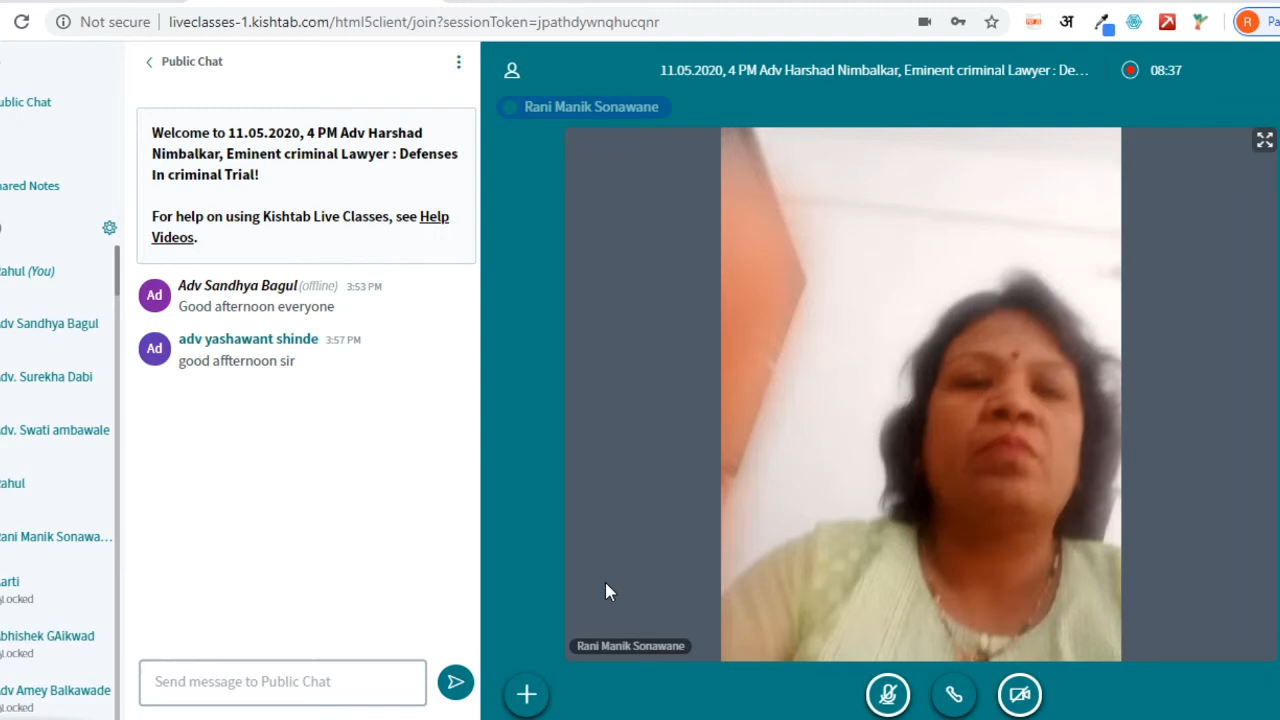 Not secure
liveclasses-1.kishtab.com/html5client/join?sessionToken=jpathdywnqhucqnr
अ
R
Pa
ublic Chat
ared Notes
ahul (You)
dv Sandhya Bagul
dv. Surekha Dabi
dv. Swati ambawale
ahul
ani Manik Sonawa...
arti
Locked
bhishek GAikwad
Locked
dv Amey Balkawade
Locked
Public Chat
Welcome to 11.05.2020, 4 PM Adv Harshad
Nimbalkar, Eminent criminal Lawyer : Defenses
In criminal Trial!
For help on using Kishtab Live Classes, see Help
Videos.
Ad
Adv Sandhya Bagul (offline) 3:53 PM
Good afternoon everyone
Ad
adv yashawant shinde 3:57 PM
good affternoon sir
Send message to Public Chat
11.05.2020, 4 PM Adv Harshad Nimbalkar, Eminent criminal Lawyer : De...
08:37
Rani Manik Sonawane
Rani Manik Sonawane